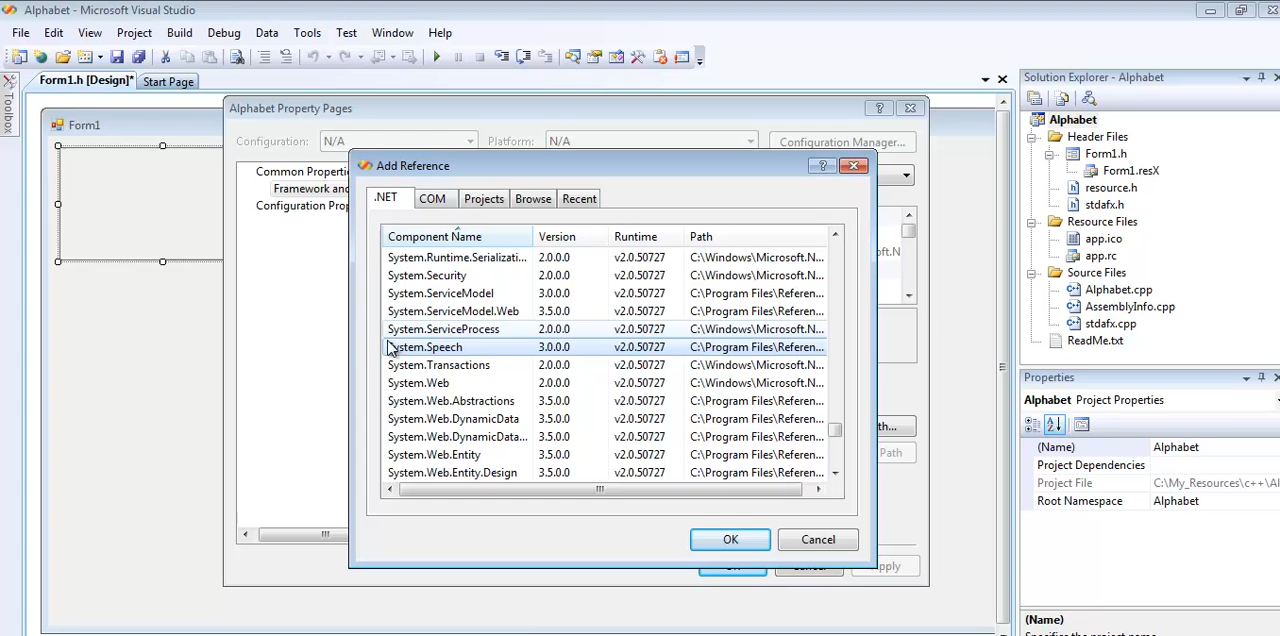 Alphabet - Microsoft Visual Studio
File Edit View Project Build Debug Data Tools Test Window Help
Form1.h [Design]* Start Page
Toolbox
Form1
Alphabet Property Pages
Configuration: N/A Platform: N/A Configuration Manager...
Common Properti
Framework and
Configuration Prop
Add Reference
.NET COM Projects Browse Recent
Component Name Version Runtime Path
System.Runtime.Serializati... 2.0.0.0 v2.0.50727 C:\Windows\Microsoft.N...
System.Security 2.0.0.0 v2.0.50727 C:\Windows\Microsoft.N...
System.ServiceModel 3.0.0.0 v2.0.50727 C:\Program Files\Referen...
System.ServiceModel.Web 3.5.0.0 v2.0.50727 C:\Program Files\Referen...
System.ServiceProcess 2.0.0.0 v2.0.50727 C:\Windows\Microsoft.N...
System.Speech 3.0.0.0 v2.0.50727 C:\Program Files\Referen...
System.Transactions 2.0.0.0 v2.0.50727 C:\Windows\Microsoft.N...
System.Web 2.0.0.0 v2.0.50727 C:\Windows\Microsoft.N...
System.Web.Abstractions 3.5.0.0 v2.0.50727 C:\Program Files\Referen...
System.Web.DynamicData 3.5.0.0 v2.0.50727 C:\Program Files\Referen...
System.Web.DynamicData... 3.5.0.0 v2.0.50727 C:\Program Files\Referen...
System.Web.Entity 3.5.0.0 v2.0.50727 C:\Program Files\Referen...
System.Web.Entity.Design 3.5.0.0 v2.0.50727 C:\Program Files\Referen...
OK Cancel
ft.N
th...
Path
Solution Explorer - Alphabet
Alphabet
Header Files
Form1.h
Form1.resX
resource.h
stdafx.h
Resource Files
app.ico
app.rc
Source Files
Alphabet.cpp
AssemblyInfo.cpp
stdafx.cpp
ReadMe.txt
Properties
Alphabet Project Properties
(Name) Alphabet
Project Dependencies
Project File C:\My_Resources\c++\Al
Root Namespace Alphabet
(Name)